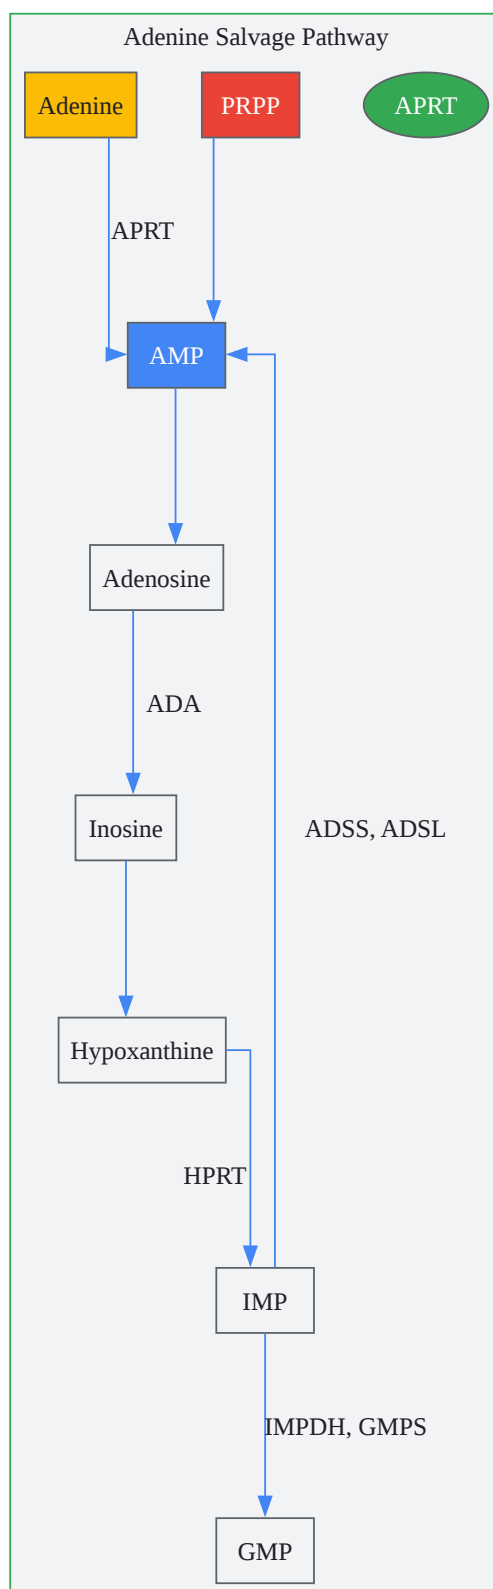 Adenine Salvage Pathway
Adenine
PRPP
APRT
APRT
AMP
Adenosine
ADA
Inosine
ADSS, ADSL
Hypoxanthine
HPRT
IMP
IMPDH, GMPS
GMP